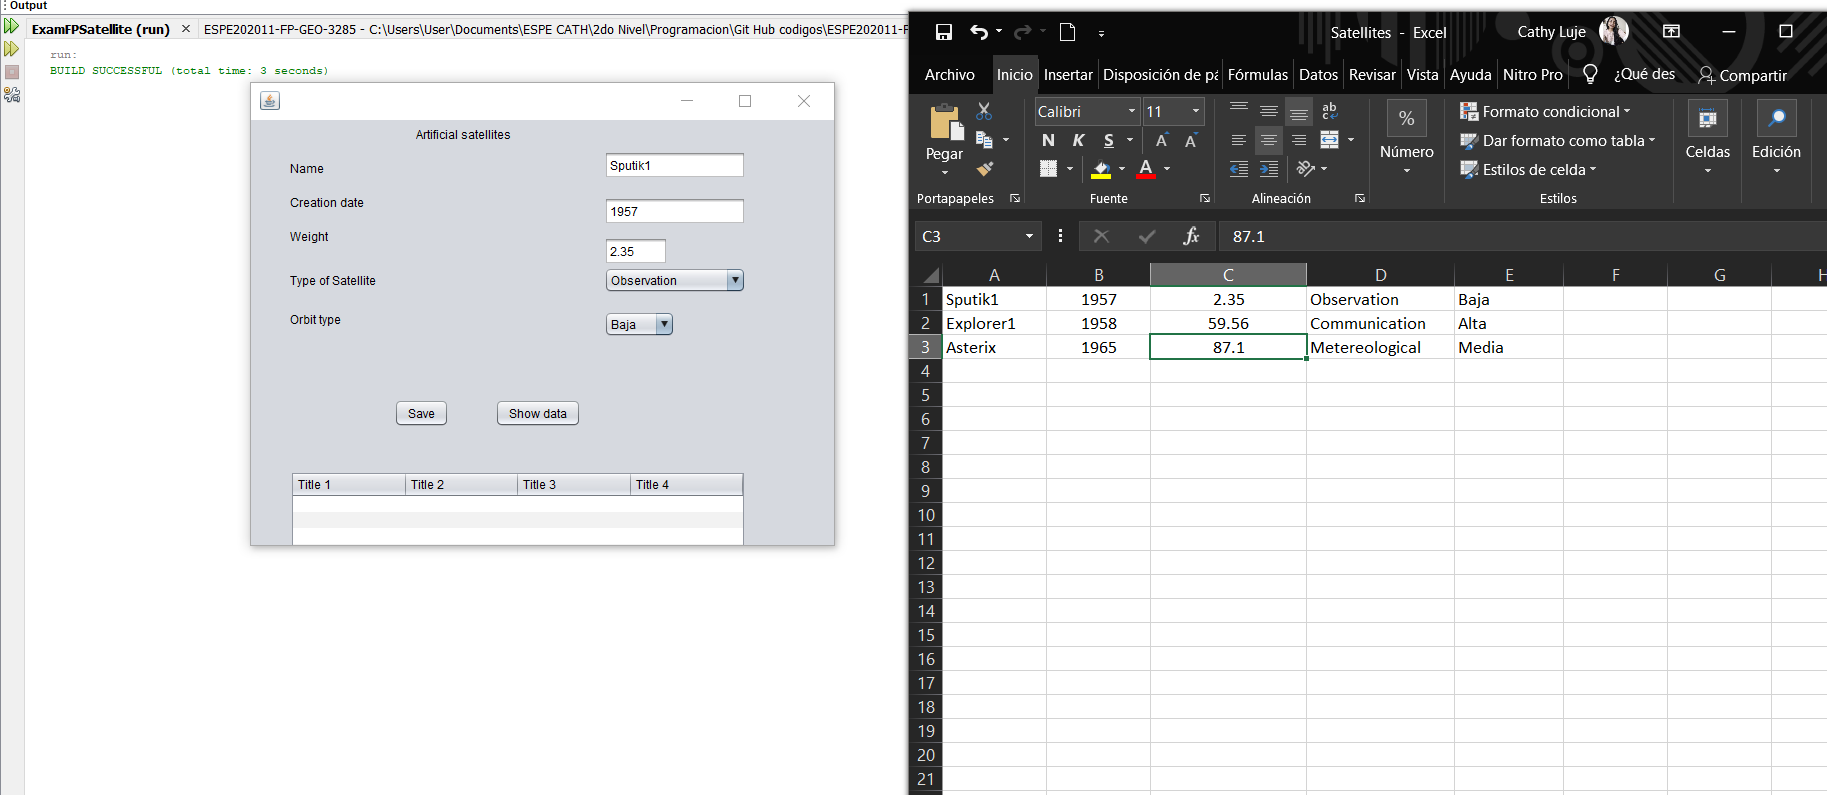 Output
ExamFPSatellite (run) × ESPE202011-FP-GEO-3285 - C:\Users\User\Documents\ESPE CATH\2do Nivel\Programacion\Git Hub codigos\ESPE202011-F
run:
BUILD SUCCESSFUL (total time: 3 seconds)
Artificial satellites
Name Sputik1
Creation date 1957
Weight 2.35
Type of Satellite Observation
Orbit type Baja
Save Show data
Title 1 Title 2 Title 3 Title 4
Satellites - Excel Cathy Luje
Archivo Inicio Insertar Disposición de pá Fórmulas Datos Revisar Vista Ayuda Nitro Pro ¿Qué des Compartir
Pegar
Portapapeles
Calibri 11
N K S A A
A
Fuente
ab
c
Alineación
%
Número
Formato condicional
Dar formato como tabla
Estilos de celda
Estilos
Celdas
Edición
C3 fx 87.1
A B C D E F G H
1 Sputik1 1957 2.35 Observation Baja
2 Explorer1 1958 59.56 Communication Alta
3 Asterix 1965 87.1 Metereological Media
4
5
6
7
8
9
10
11
12
13
14
15
16
17
18
19
20
21